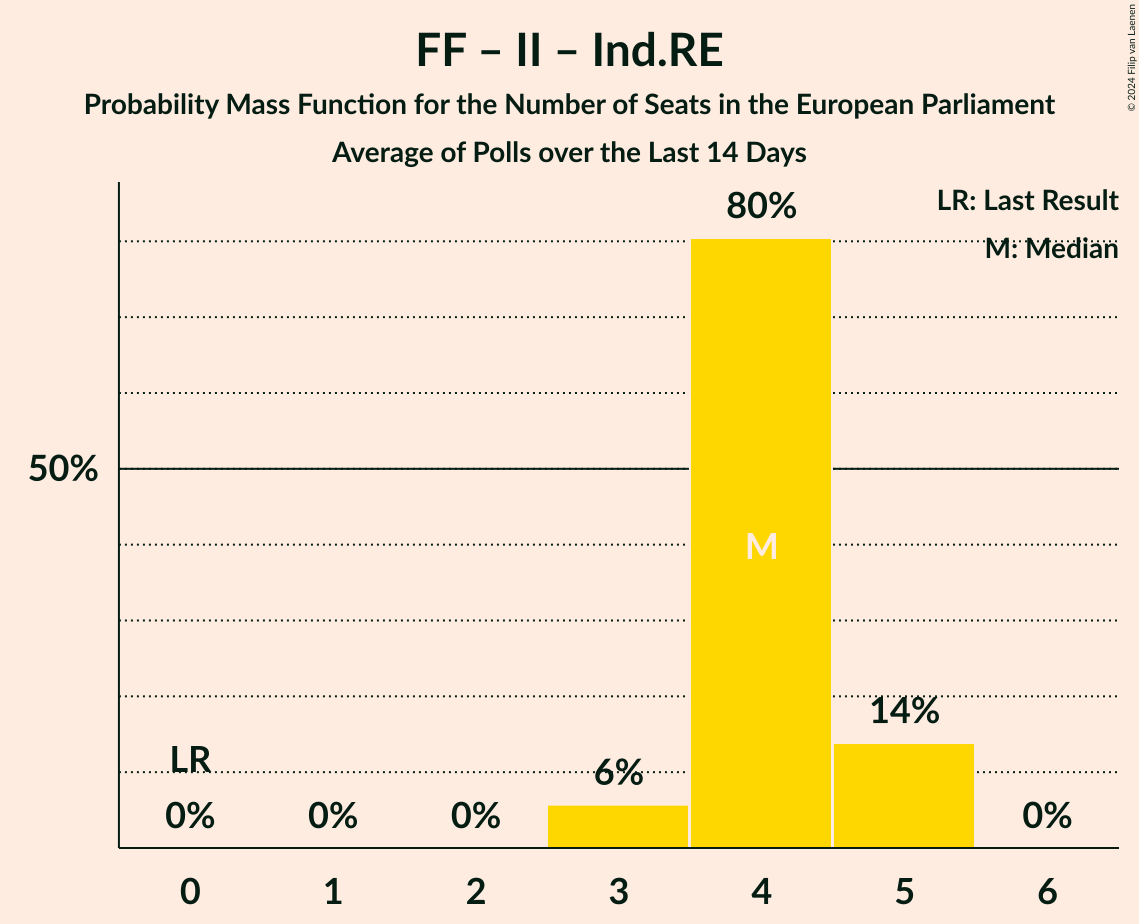 FF – II – Ind.RE
Probability Mass Function for the Number of Seats in the European Parliament
Average of Polls over the Last 14 Days
© 2024 Filip van Laenen
LR: Last Result
M: Median
80%
50%
M
14%
LR
6%
0%
0%
0%
0%
0
1
2
3
4
5
6